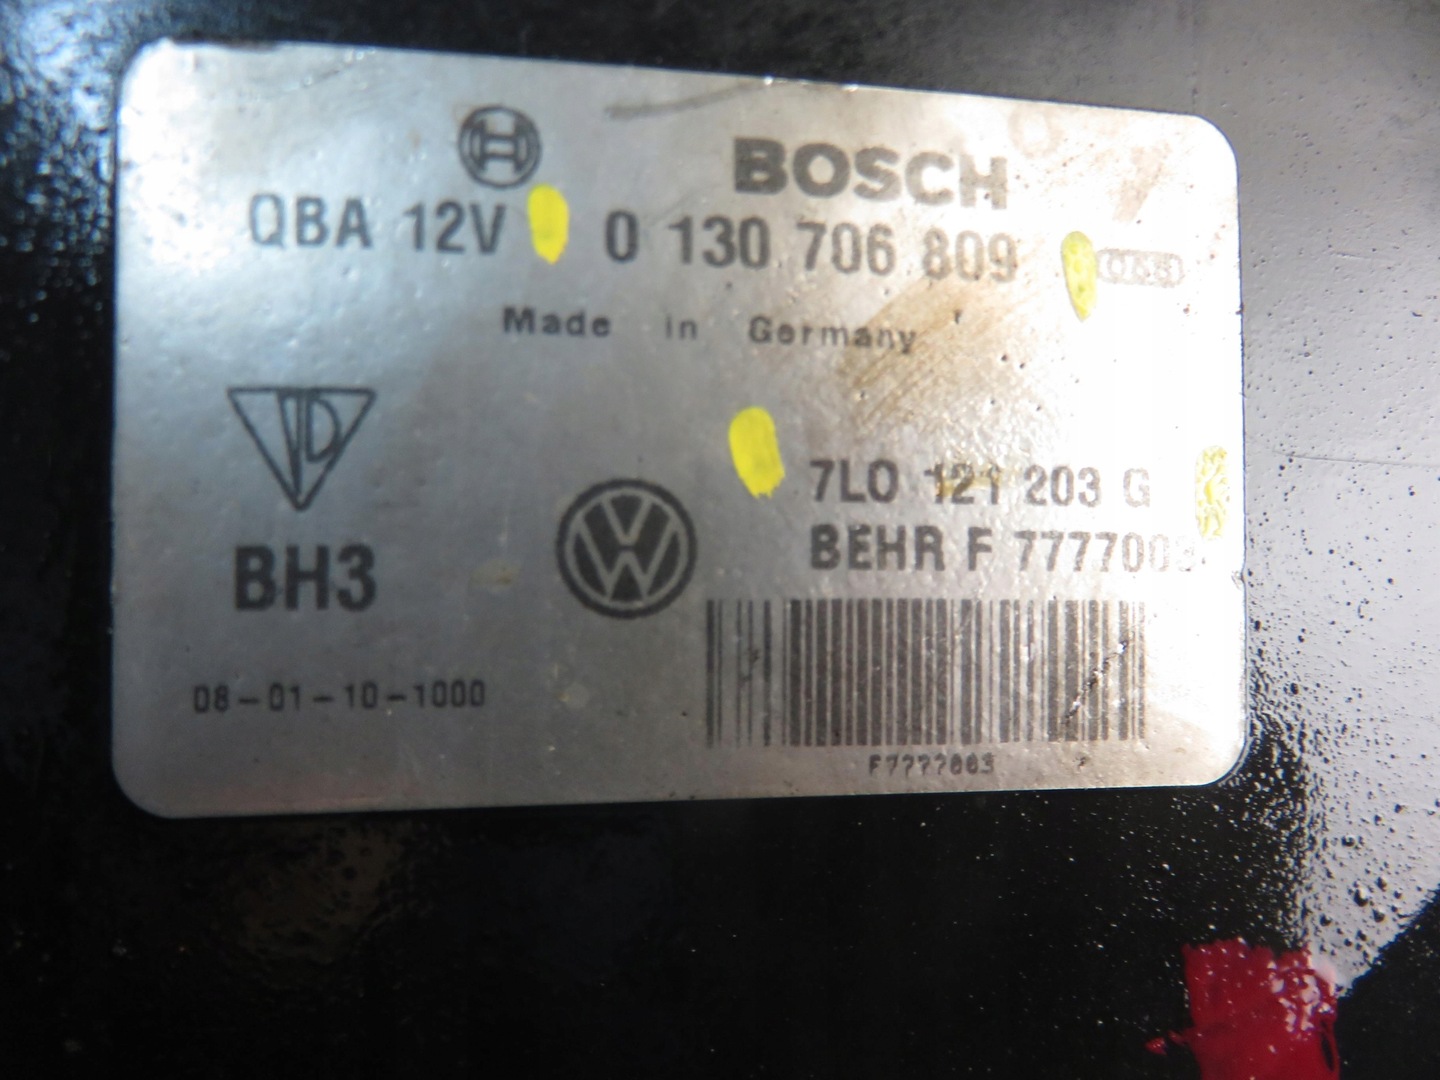 BOSCH
QBA 12V 0 130 706 809
Made in Germany
7L0 121 203 G
BEHR F 7777003
BH3
08-01-10-1000
F7777003